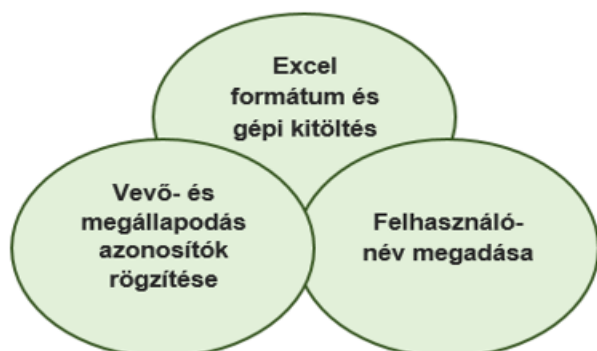 Excel
formátum és
gépi kitöltés
Vevő- és
megállapodás
azonosítók
rögzítése
Felhasználó-
név megadása